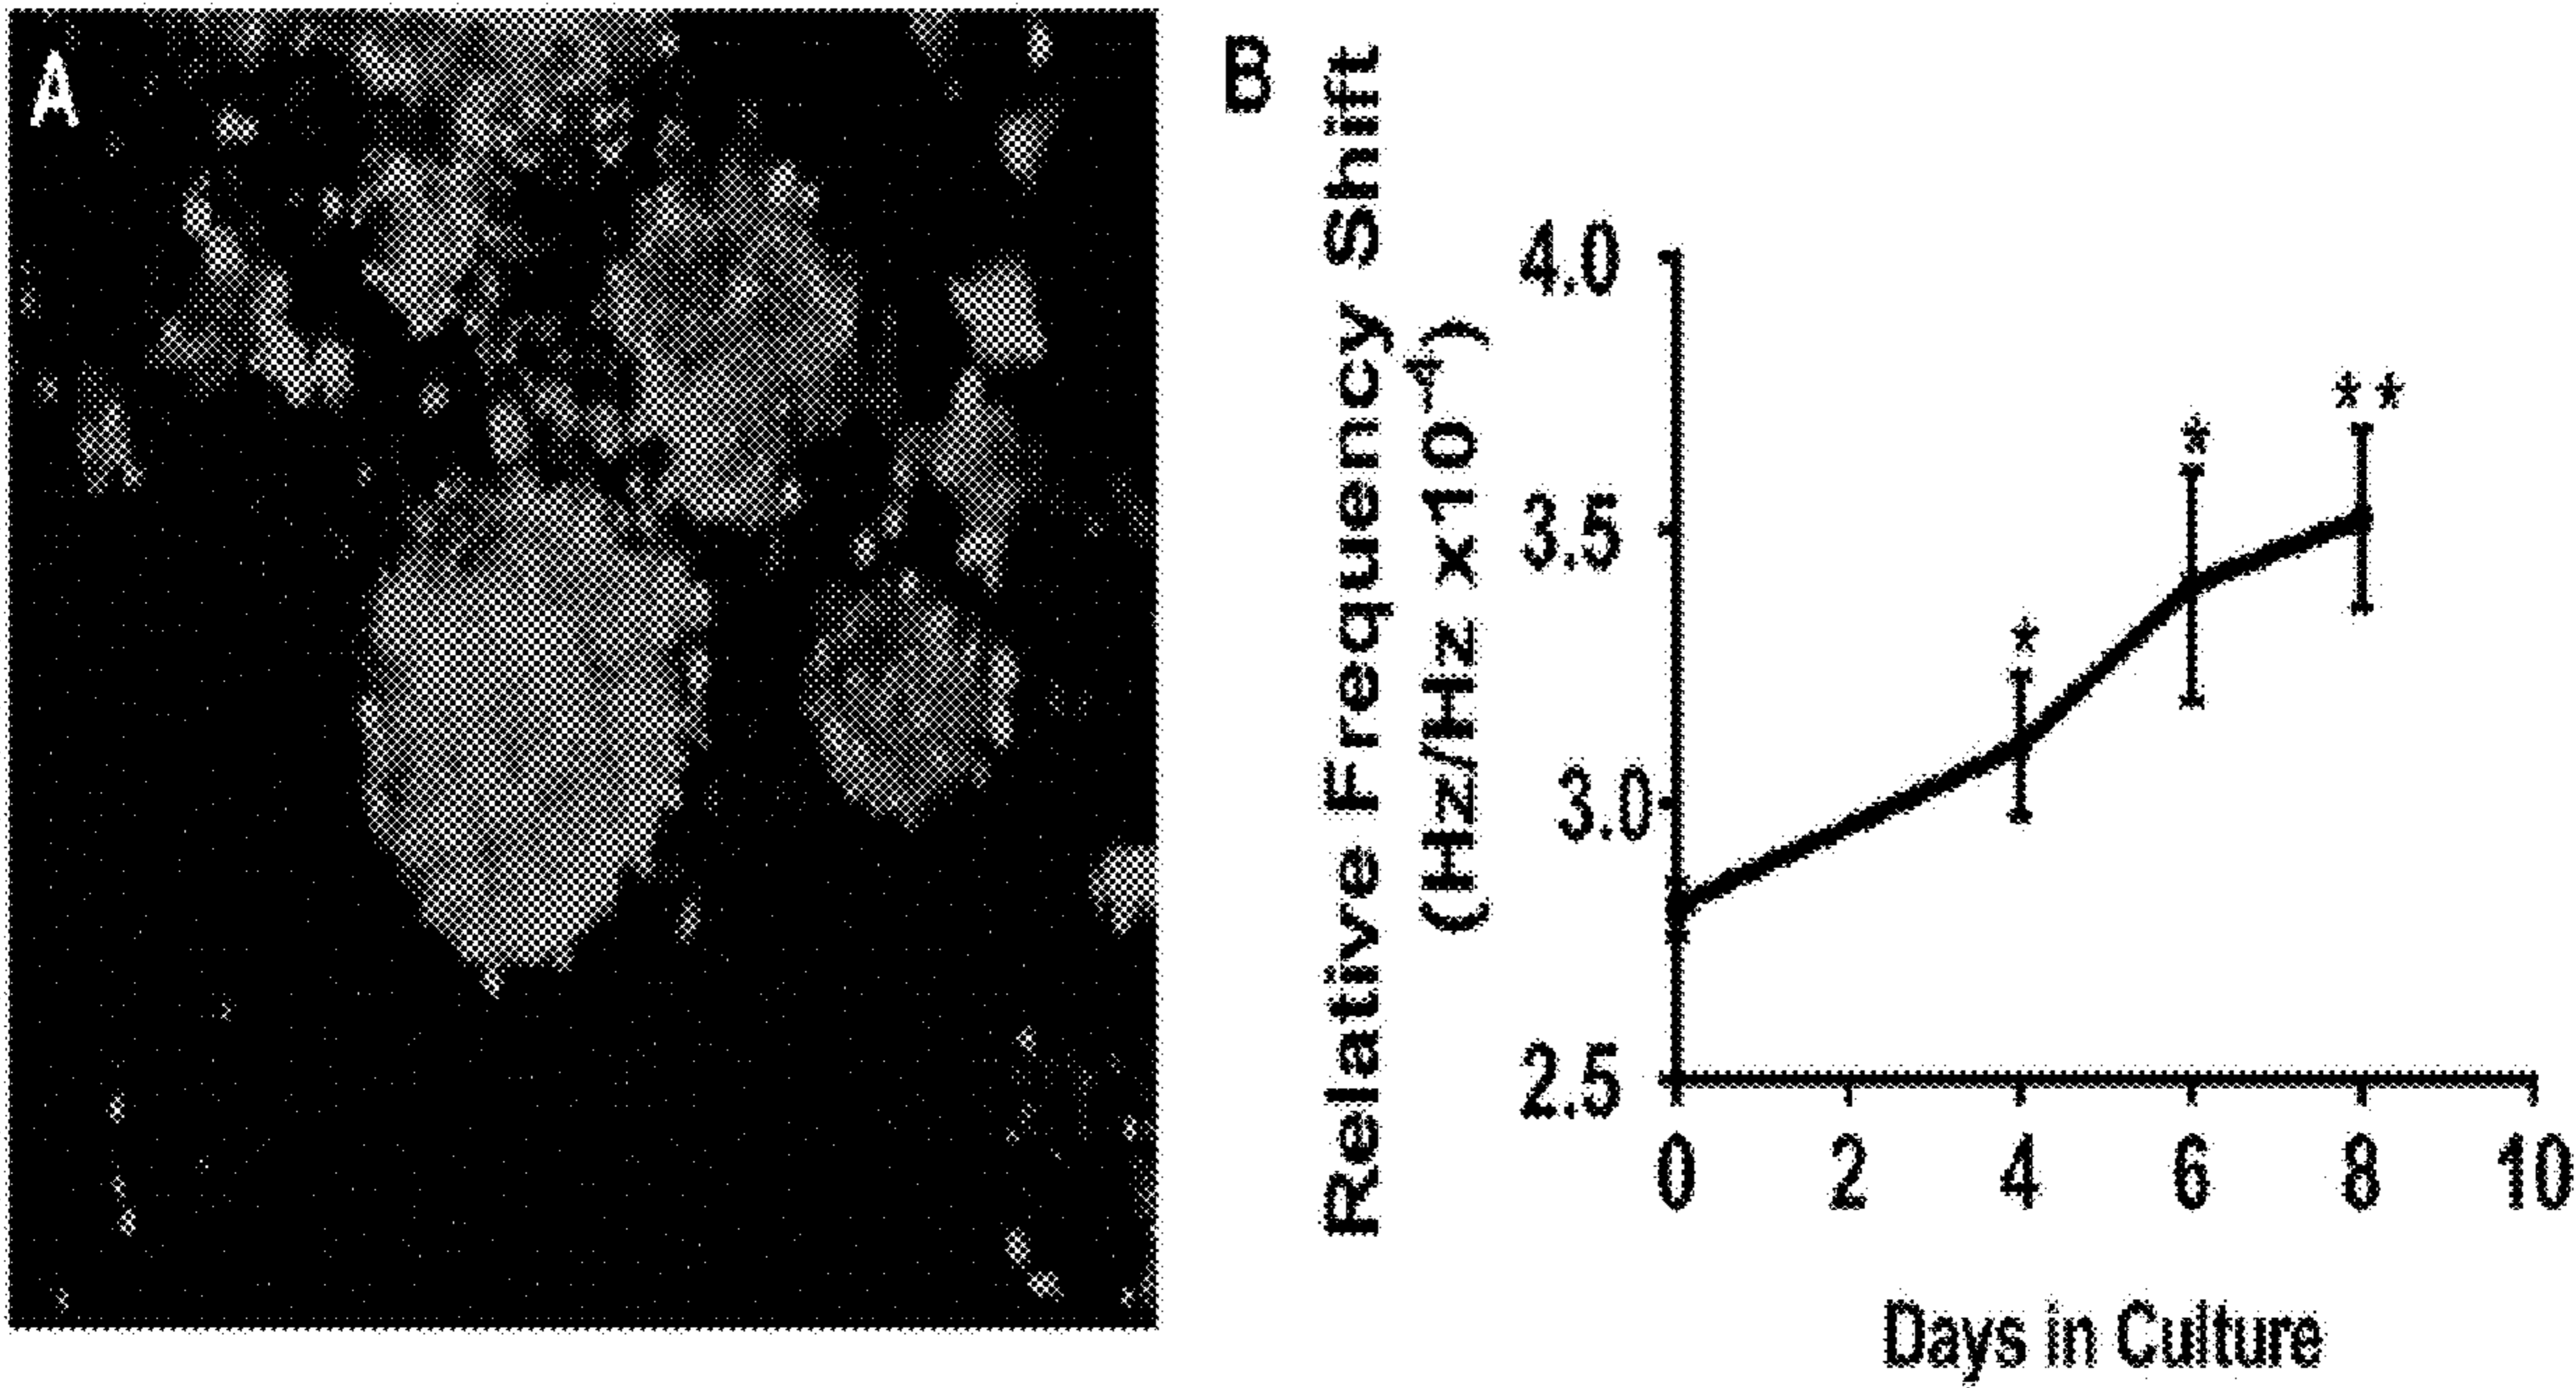 A
B
Relative Frequency Shift
(Hz/Hz x10⁻⁴)
4.0
3.5
3.0
2.5
*
*
**
0 2 4 6 8 10
Days in Culture